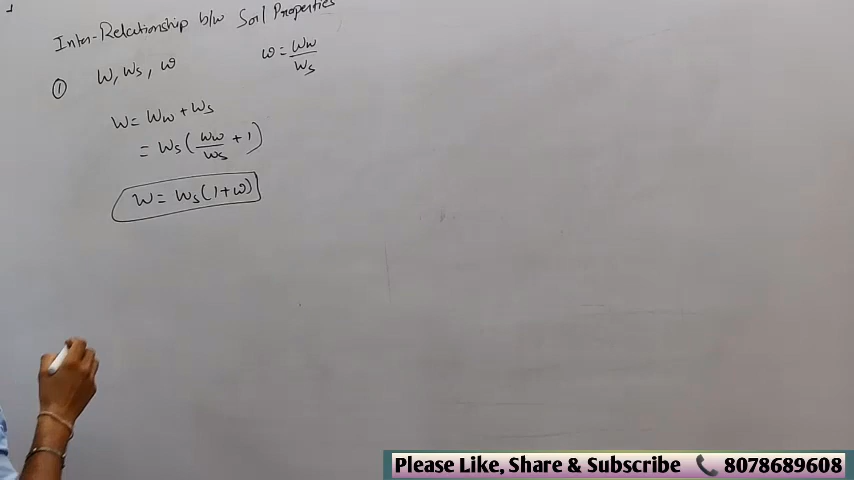 Inter-Relationship b/w Soil Properties
① W, Ws, ω
ω = Ww/Ws
W = Ww + Ws
= Ws (Ww/Ws + 1)
W = Ws (1+ω)
Please Like, Share & Subscribe 📞 8078689608